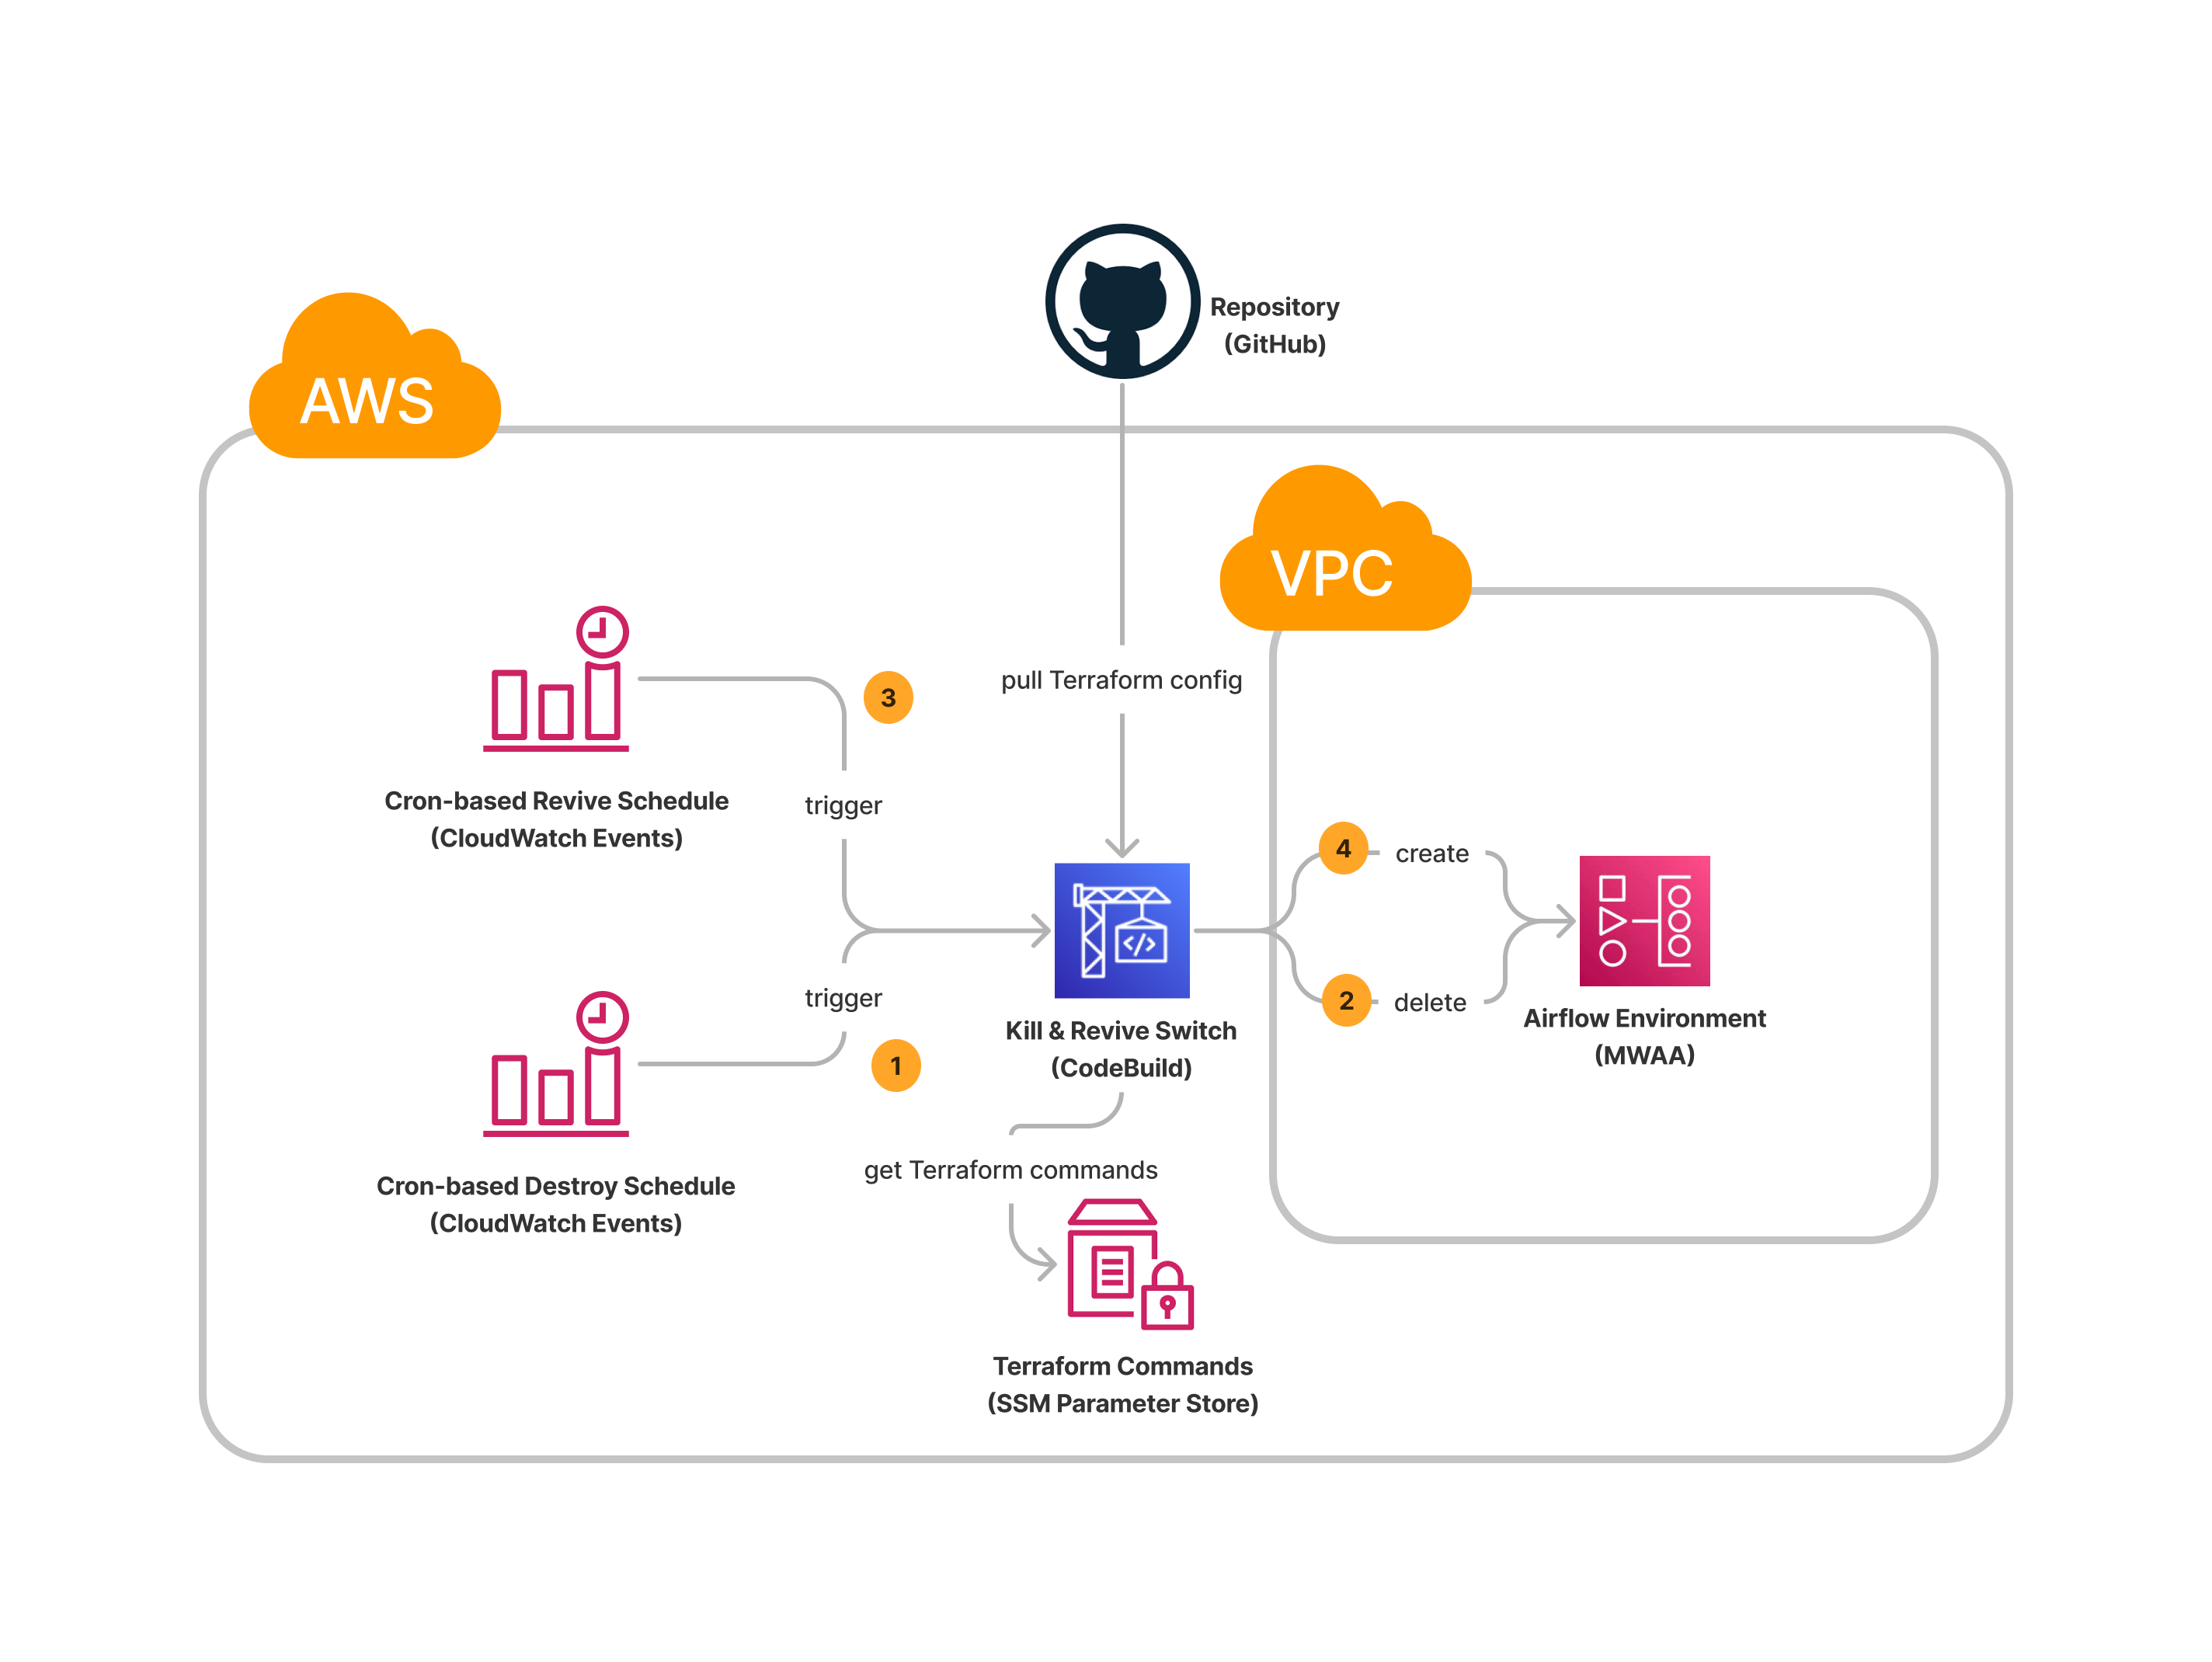 Repository
(GitHub)
AWS
VPC
pull Terraform config
3
Cron-based Revive Schedule
(CloudWatch Events)
trigger
4
create
2
delete
trigger
Kill & Revive Switch
(CodeBuild)
Airflow Environment
(MWAA)
1
Cron-based Destroy Schedule
(CloudWatch Events)
get Terraform commands
Terraform Commands
(SSM Parameter Store)